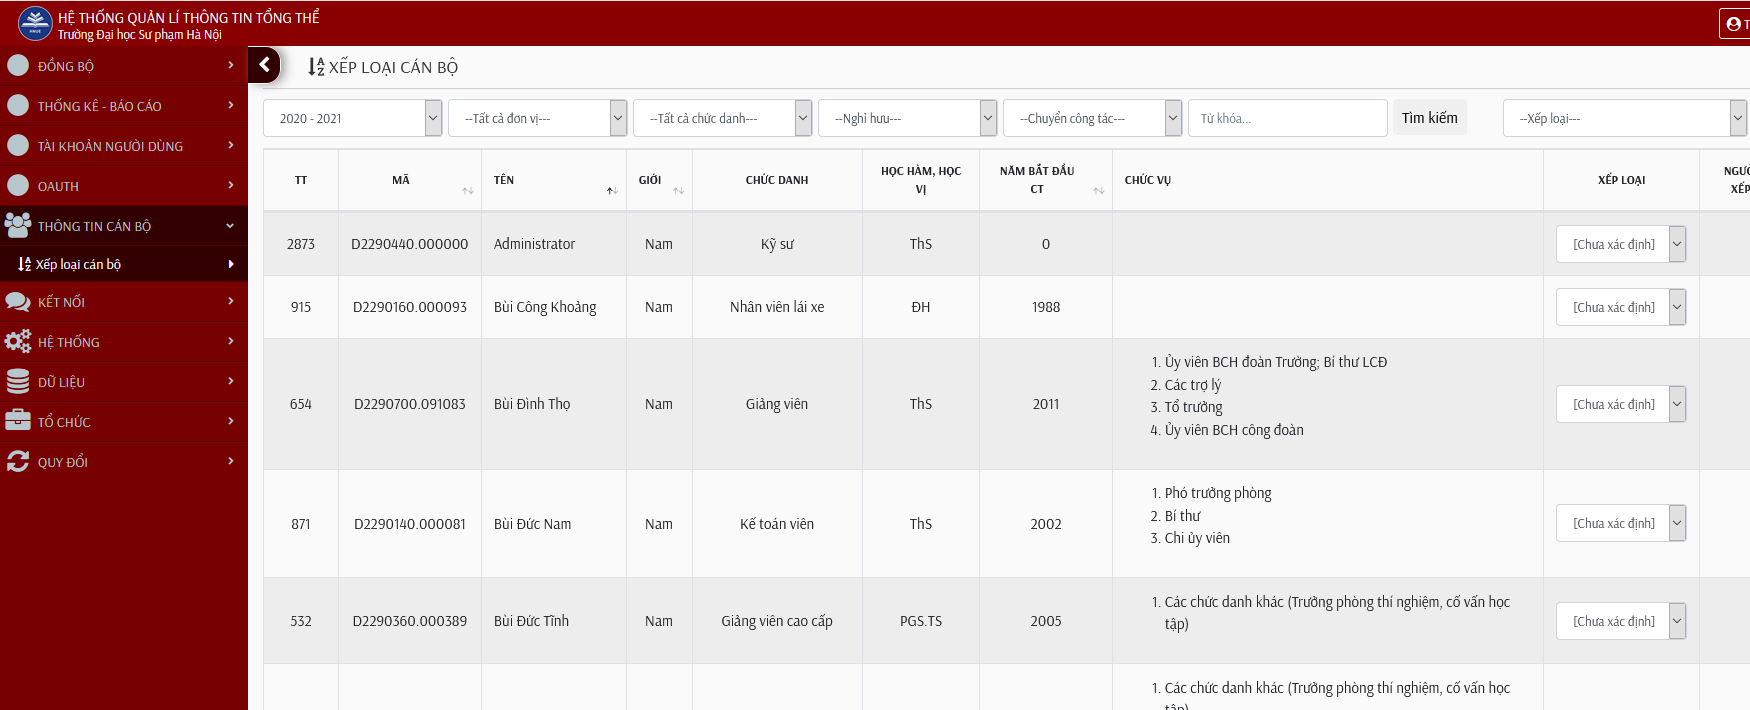 HỆ THỐNG QUẢN LÍ THÔNG TIN TỔNG THỂ
Trường Đại học Sư phạm Hà Nội
ĐỒNG BỘ
THỐNG KÊ - BÁO CÁO
TÀI KHOẢN NGƯỜI DÙNG
OAUTH
THÔNG TIN CÁN BỘ
Xếp loại cán bộ
KẾT NỐI
HỆ THỐNG
DỮ LIỆU
TỔ CHỨC
QUY ĐỔI
XẾP LOẠI CÁN BỘ
2020 - 2021 --Tất cả đơn vị--- --Tất cả chức danh--- --Nghỉ hưu--- --Chuyển công tác--- Từ khóa... Tìm kiếm --Xếp loại---
TT MÃ TÊN GIỚI CHỨC DANH HỌC HÀM, HỌC VỊ NĂM BẮT ĐẦU CT CHỨC VỤ XẾP LOẠI
2873 D2290440.000000 Administrator Nam Kỹ sư ThS 0 [Chưa xác định]
915 D2290160.000093 Bùi Công Khoảng Nam Nhân viên lái xe ĐH 1988 [Chưa xác định]
654 D2290700.091083 Bùi Đình Thọ Nam Giảng viên ThS 2011
1. Ủy viên BCH đoàn Trường; Bí thư LCĐ
2. Các trợ lý
3. Tổ trưởng
4. Ủy viên BCH công đoàn
[Chưa xác định]
871 D2290140.000081 Bùi Đức Nam Nam Kế toán viên ThS 2002
1. Phó trưởng phòng
2. Bí thư
3. Chi ủy viên
[Chưa xác định]
532 D2290360.000389 Bùi Đức Tĩnh Nam Giảng viên cao cấp PGS.TS 2005
1. Các chức danh khác (Trưởng phòng thí nghiệm, cố vấn học
tập)
[Chưa xác định]
1. Các chức danh khác (Trưởng phòng thí nghiệm, cố vấn học
tập)